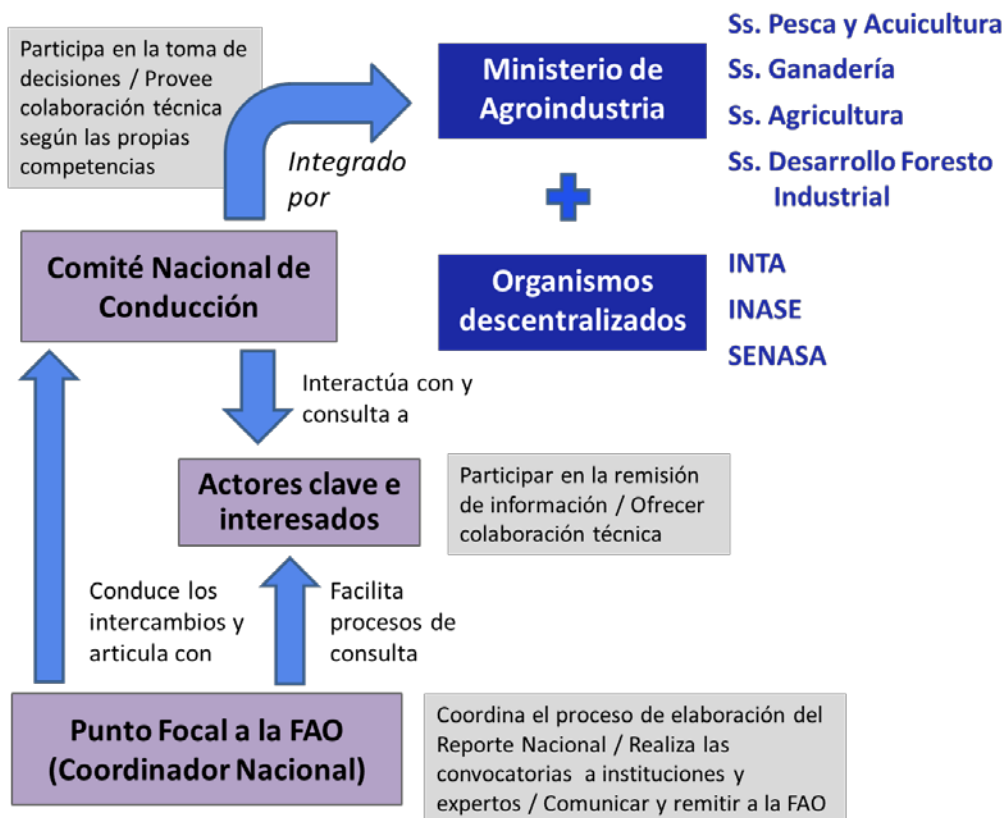 Participa en la toma de
decisiones / Provee
colaboración técnica
según las propias
competencias
Integrado
por
Ministerio de
Agroindustria
Ss. Pesca y Acuicultura
Ss. Ganadería
Ss. Agricultura
Ss. Desarrollo Foresto
Industrial
Comité Nacional de
Conducción
Organismos
descentralizados
INTA
INASE
SENASA
Interactúa con y
consulta a
Actores clave e
interesados
Participar en la remisión
de información / Ofrecer
colaboración técnica
Conduce los
intercambios y
articula con
Facilita
procesos de
consulta
Punto Focal a la FAO
(Coordinador Nacional)
Coordina el proceso de elaboración del
Reporte Nacional / Realiza las
convocatorias a instituciones y
expertos / Comunicar y remitir a la FAO